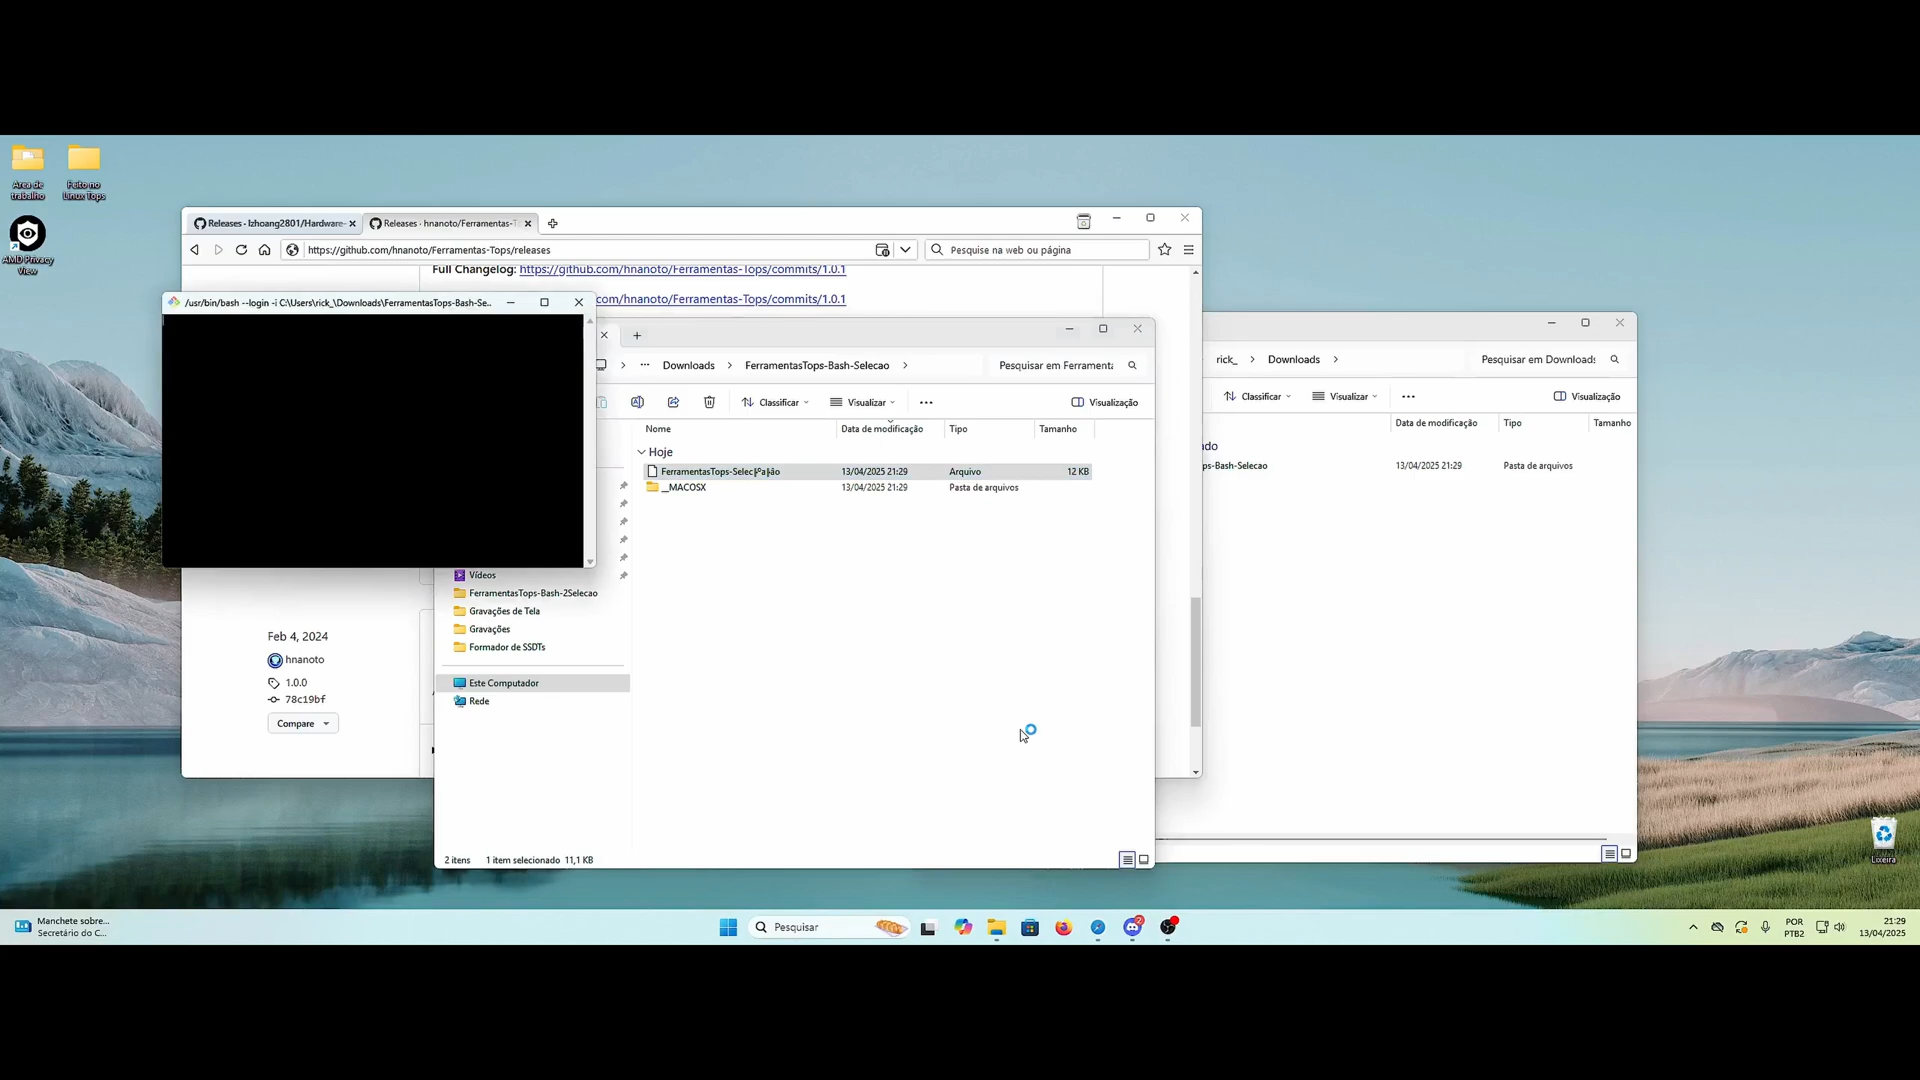 Área de trabalho
Feito no Linux Tops
AMD Privacy View
Releases - lzhoang2801/Hardware-
Releases · hnanoto/Ferramentas-T
https://github.com/hnanoto/Ferramentas-Tops/releases
Pesquise na web ou página
Full Changelog: https://github.com/hnanoto/Ferramentas-Tops/commits/1.0.1
.com/hnanoto/Ferramentas-Tops/commits/1.0.1
/usr/bin/bash --login -i C:\Users\rick_\Downloads\FerramentasTops-Bash-Se...
Downloads
FerramentasTops-Bash-Selecao
Pesquisar em Ferramenta
Classificar
Visualizar
Visualização
Nome
Data de modificação
Tipo
Tamanho
Hoje
13/04/2025 21:29
Arquivo
12 KB
__MACOSX
13/04/2025 21:29
Pasta de arquivos
Vídeos
FerramentasTops-Bash-2Selecao
Gravações de Tela
Gravações
Formador de SSDTs
Este Computador
Rede
2 itens
1 item selecionado 11,1 KB
Feb 4, 2024
hnanoto
1.0.0
78c19bf
Compare
rick_
Downloads
Pesquisar em Downloads
Classificar
Visualizar
Visualização
Data de modificação
Tipo
Tamanho
ps-Bash-Selecao
13/04/2025 21:29
Pasta de arquivos
Lixeira
Manchete sobre...
Secretário do C...
Pesquisar
2
POR
PTB2
21:29
13/04/2025